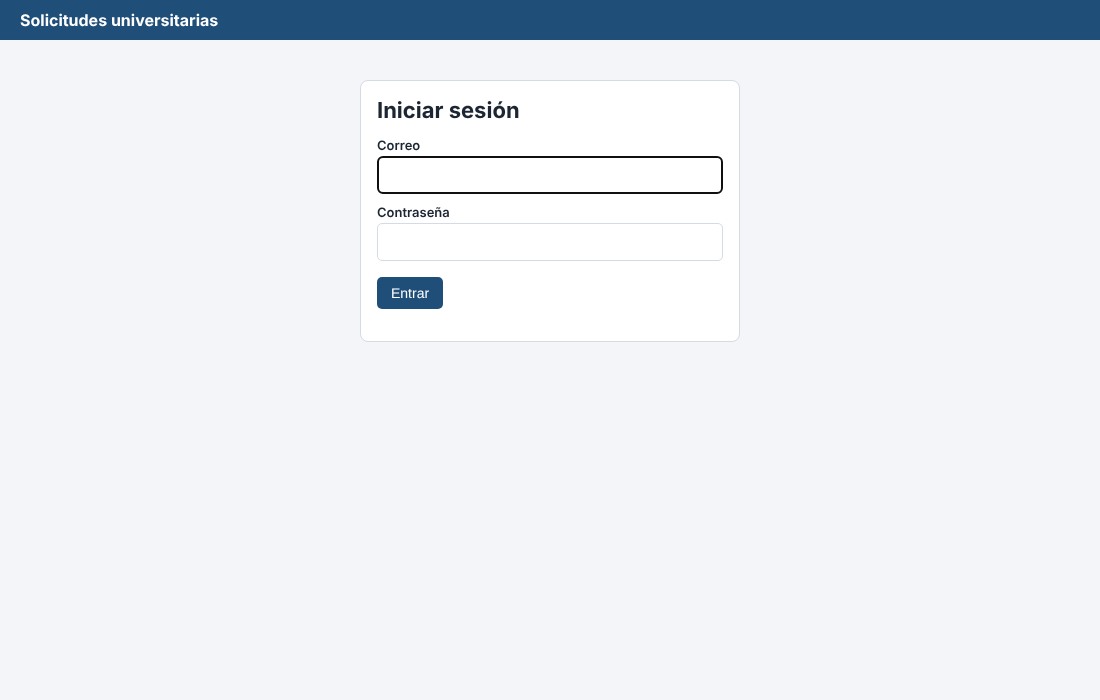 Solicitudes universitarias
Iniciar sesión
Correo
Contraseña
Entrar